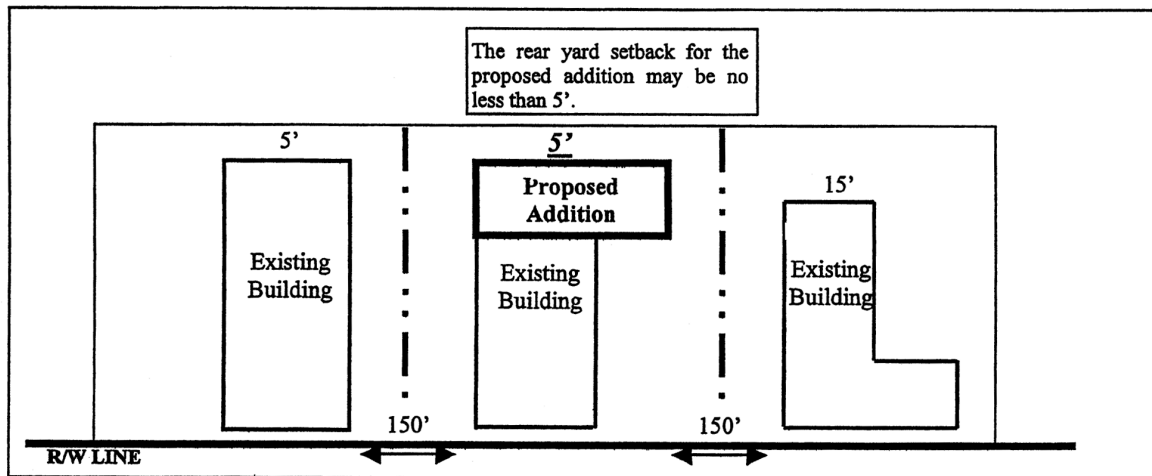 The rear yard setback for the
proposed addition may be no
less than 5’.
5’
5’
15’
Proposed
Addition
Existing
Building
Existing
Building
Existing
Building
150’
150’
R/W LINE